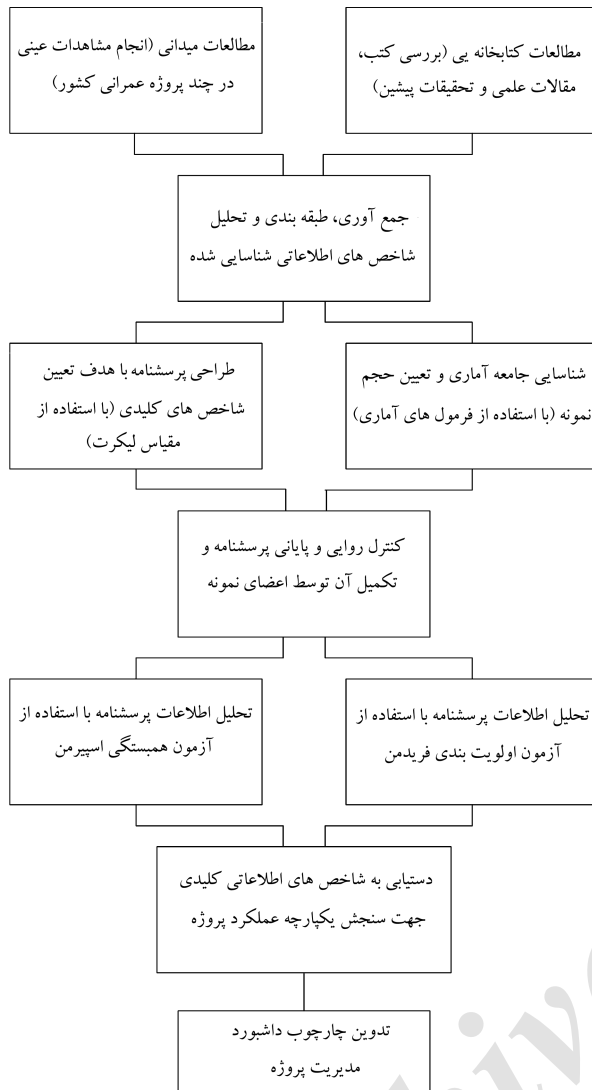 مطالعات کتابخانه یی (بررسی کتب،
مقالات علمی و تحقیقات پیشین)
مطالعات میدانی (انجام مشاهدات عینی
در چند پروژه عمرانی کشور)
جمع آوری، طبقه بندی و تحلیل
شاخص های اطلاعاتی شناسایی شده
شناسایی جامعه آماری و تعیین حجم
نمونه (با استفاده از فرمول های آماری)
طراحی پرسشنامه با هدف تعیین
شاخص های کلیدی (با استفاده از
مقیاس لیکرت)
کنترل روایی و پایانی پرسشنامه و
تکمیل آن توسط اعضای نمونه
تحلیل اطلاعات پرسشنامه با استفاده از
آزمون اولویت بندی فریدمن
تحلیل اطلاعات پرسشنامه با استفاده از
آزمون همبستگی اسپیرمن
دستیابی به شاخص های اطلاعاتی کلیدی
جهت سنجش یکپارچه عملکرد پروژه
تدوین چارچوب داشبورد
مدیریت پروژه